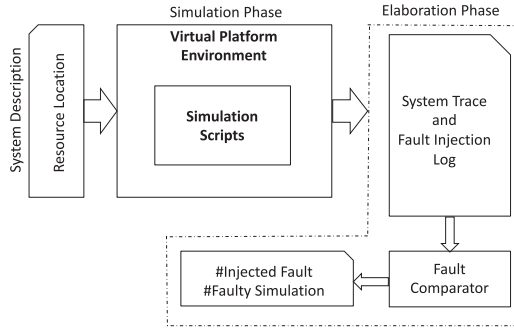 Simulation Phase
Elaboration Phase
System Description
Resource Location
Virtual Platform
Environment
Simulation
Scripts
System Trace
and
Fault Injection
Log
Fault
Comparator
#Injected Fault
#Faulty Simulation